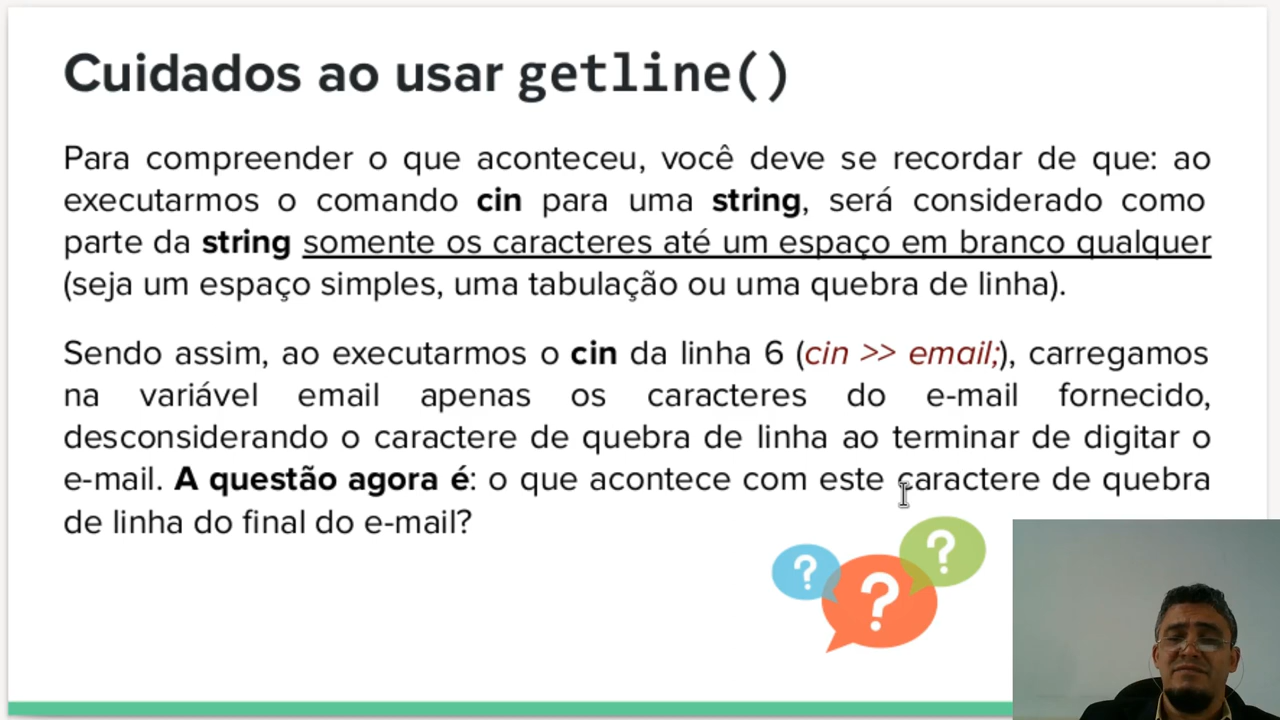 Cuidados ao usar getline()
Para compreender o que aconteceu, você deve se recordar de que: ao
executarmos o comando cin para uma string, será considerado como
parte da string somente os caracteres até um espaço em branco qualquer
(seja um espaço simples, uma tabulação ou uma quebra de linha).
Sendo assim, ao executarmos o cin da linha 6 (cin >> email;), carregamos
na variável email apenas os caracteres do e-mail fornecido,
desconsiderando o caractere de quebra de linha ao terminar de digitar o
e-mail. A questão agora é: o que acontece com este caractere de quebra
de linha do final do e-mail?
? ? ?